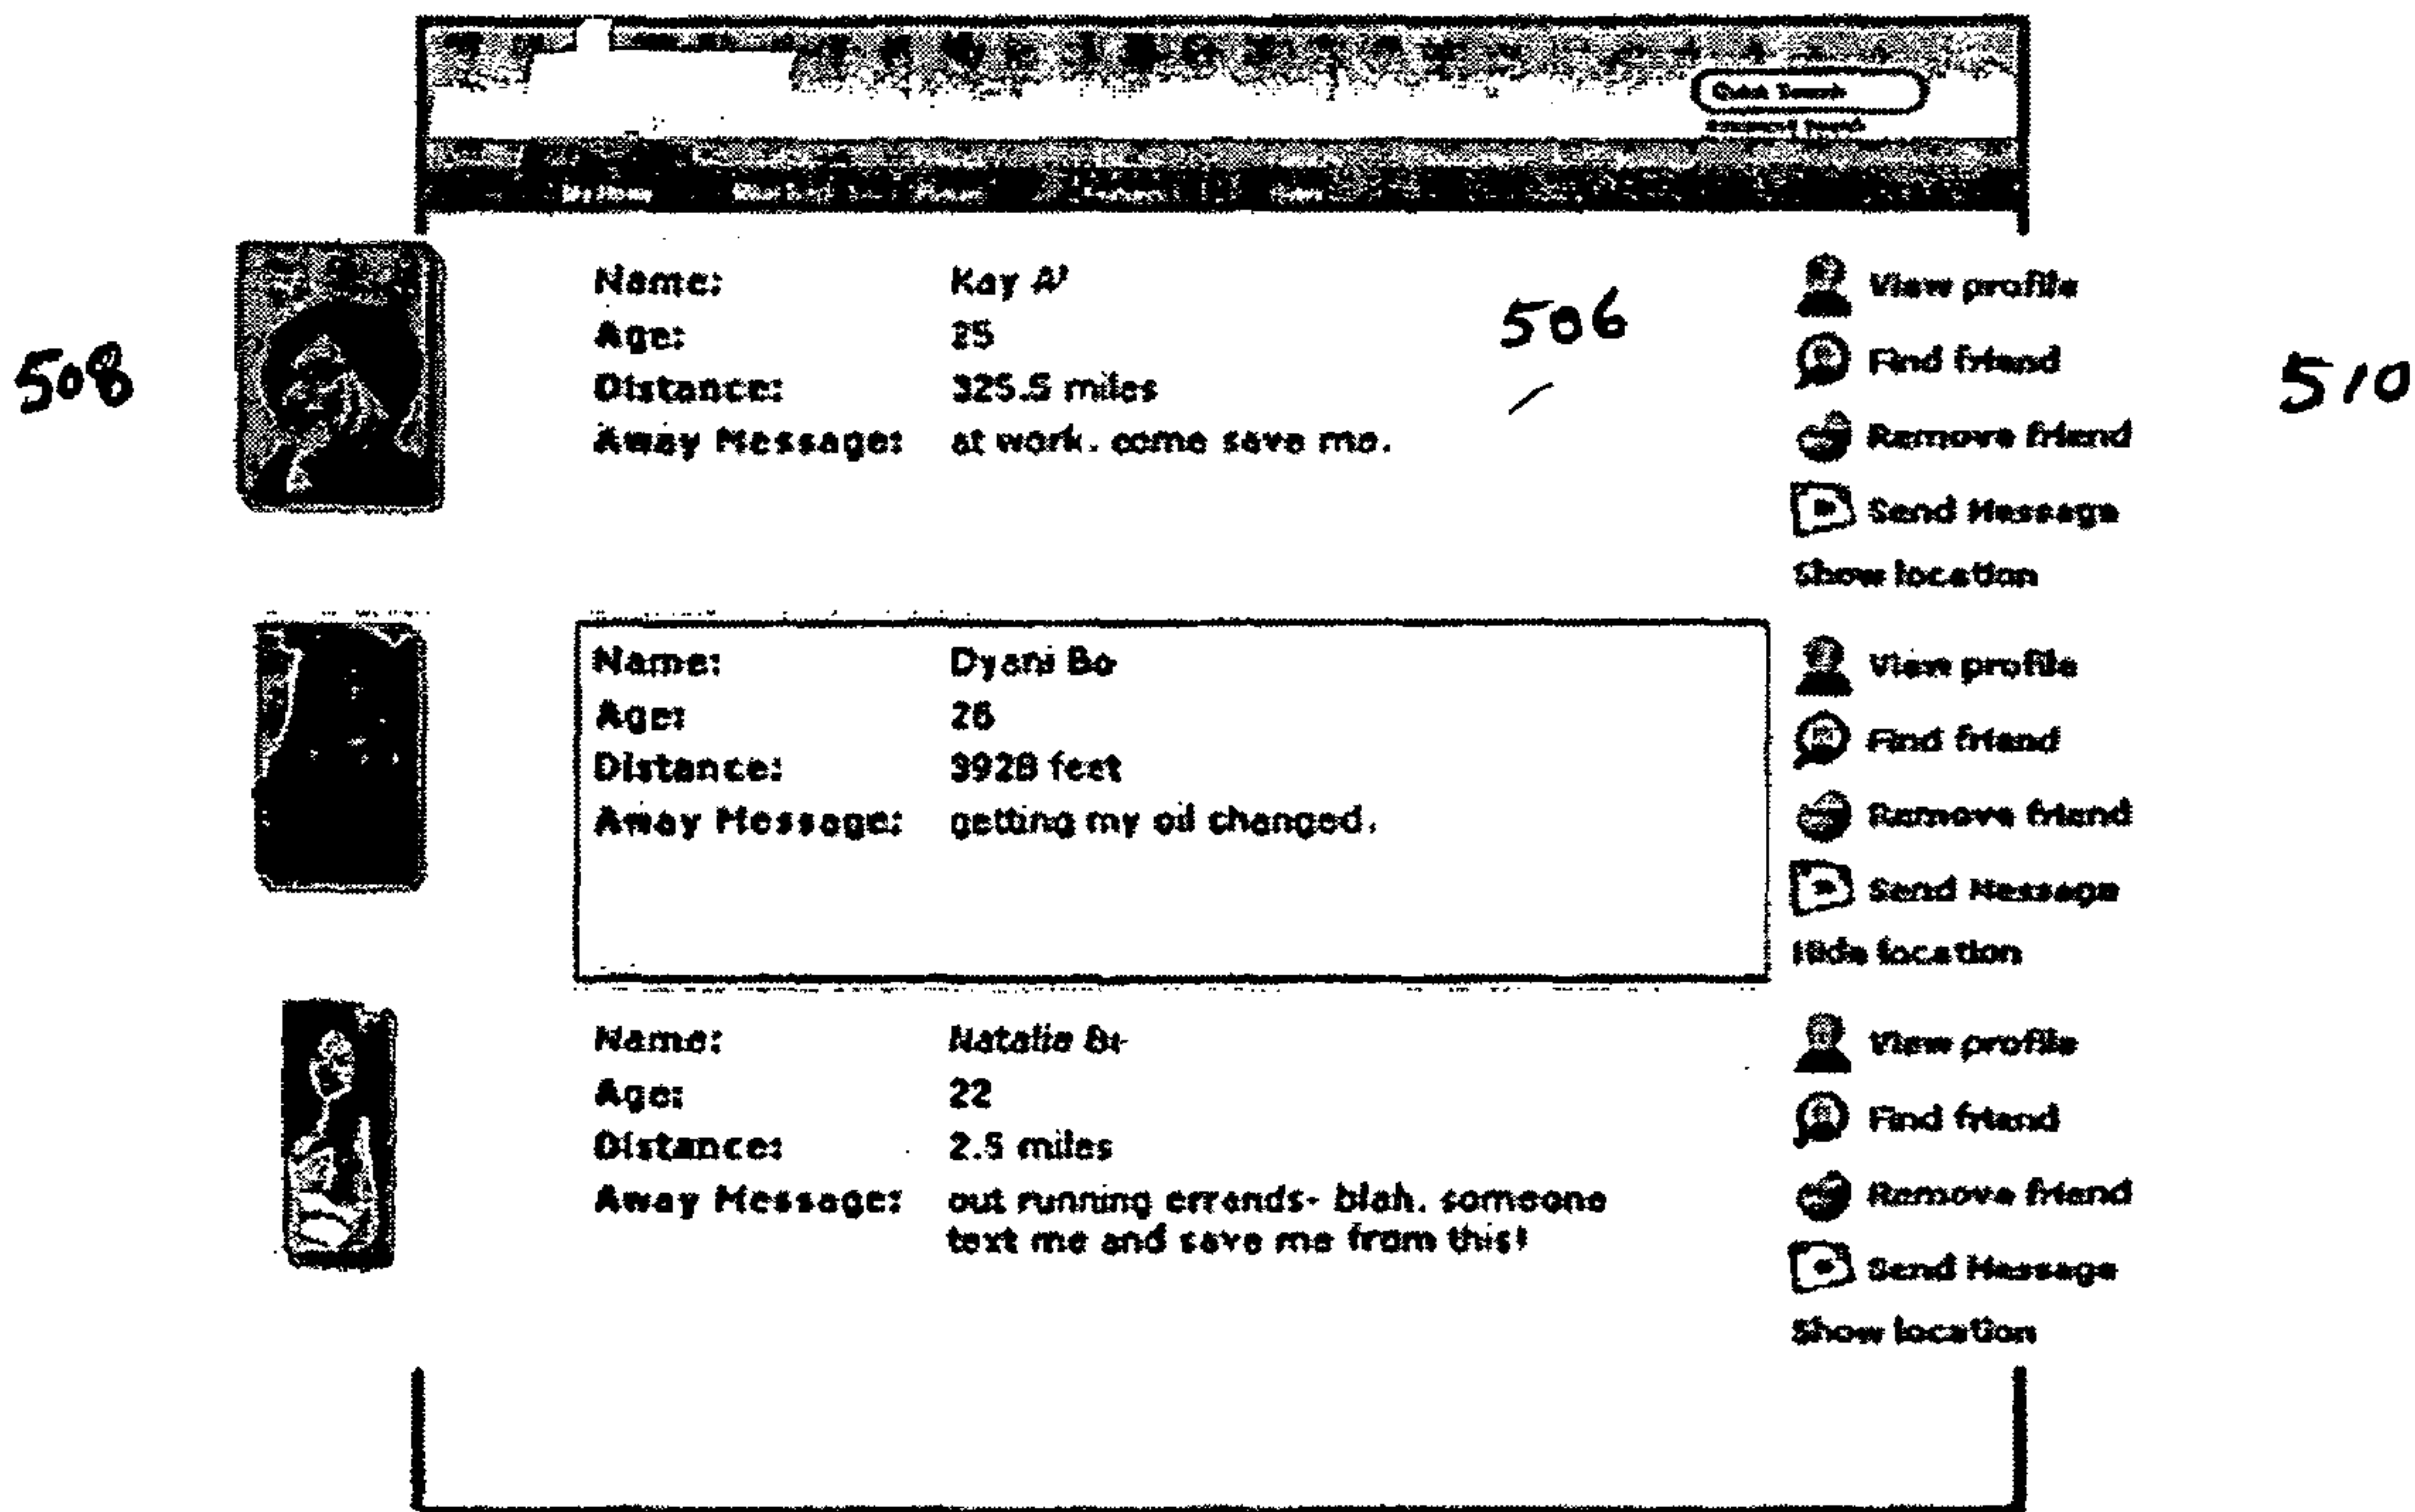 Quick Search
Advanced Search
Name: Kay A
Age: 25
Distance: 325.5 miles
Away Message: at work. come save me.
506
508
510
View profile
Find friend
Remove friend
Send Message
Show location
Name: Dyani Bo
Age: 26
Distance: 3928 feet
Away Message: getting my oil changed.
View profile
Find friend
Remove friend
Send Message
Hide location
Name: Natalie Br
Age: 22
Distance: 2.5 miles
Away Message: out running errands- blah. someone
text me and save me from this!
View profile
Find friend
Remove friend
Send Message
Show location